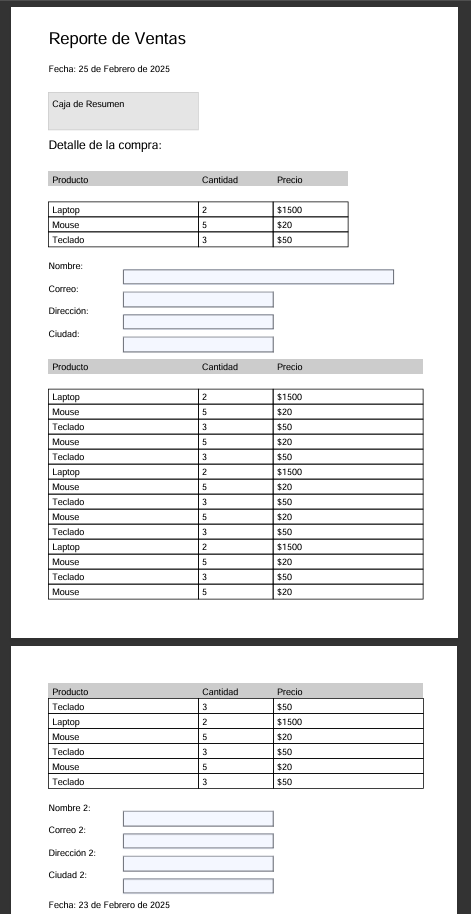 Reporte de Ventas
Fecha: 25 de Febrero de 2025
Caja de Resumen
Detalle de la compra:
Producto Cantidad Precio
Laptop 2 $1500
Mouse 5 $20
Teclado 3 $50
Nombre:
Correo:
Dirección:
Ciudad:
Producto Cantidad Precio
Laptop 2 $1500
Mouse 5 $20
Teclado 3 $50
Mouse 5 $20
Teclado 3 $50
Laptop 2 $1500
Mouse 5 $20
Teclado 3 $50
Mouse 5 $20
Teclado 3 $50
Laptop 2 $1500
Mouse 5 $20
Teclado 3 $50
Mouse 5 $20
Producto Cantidad Precio
Teclado 3 $50
Laptop 2 $1500
Mouse 5 $20
Teclado 3 $50
Mouse 5 $20
Teclado 3 $50
Nombre 2:
Correo 2:
Dirección 2:
Ciudad 2:
Fecha: 23 de Febrero de 2025